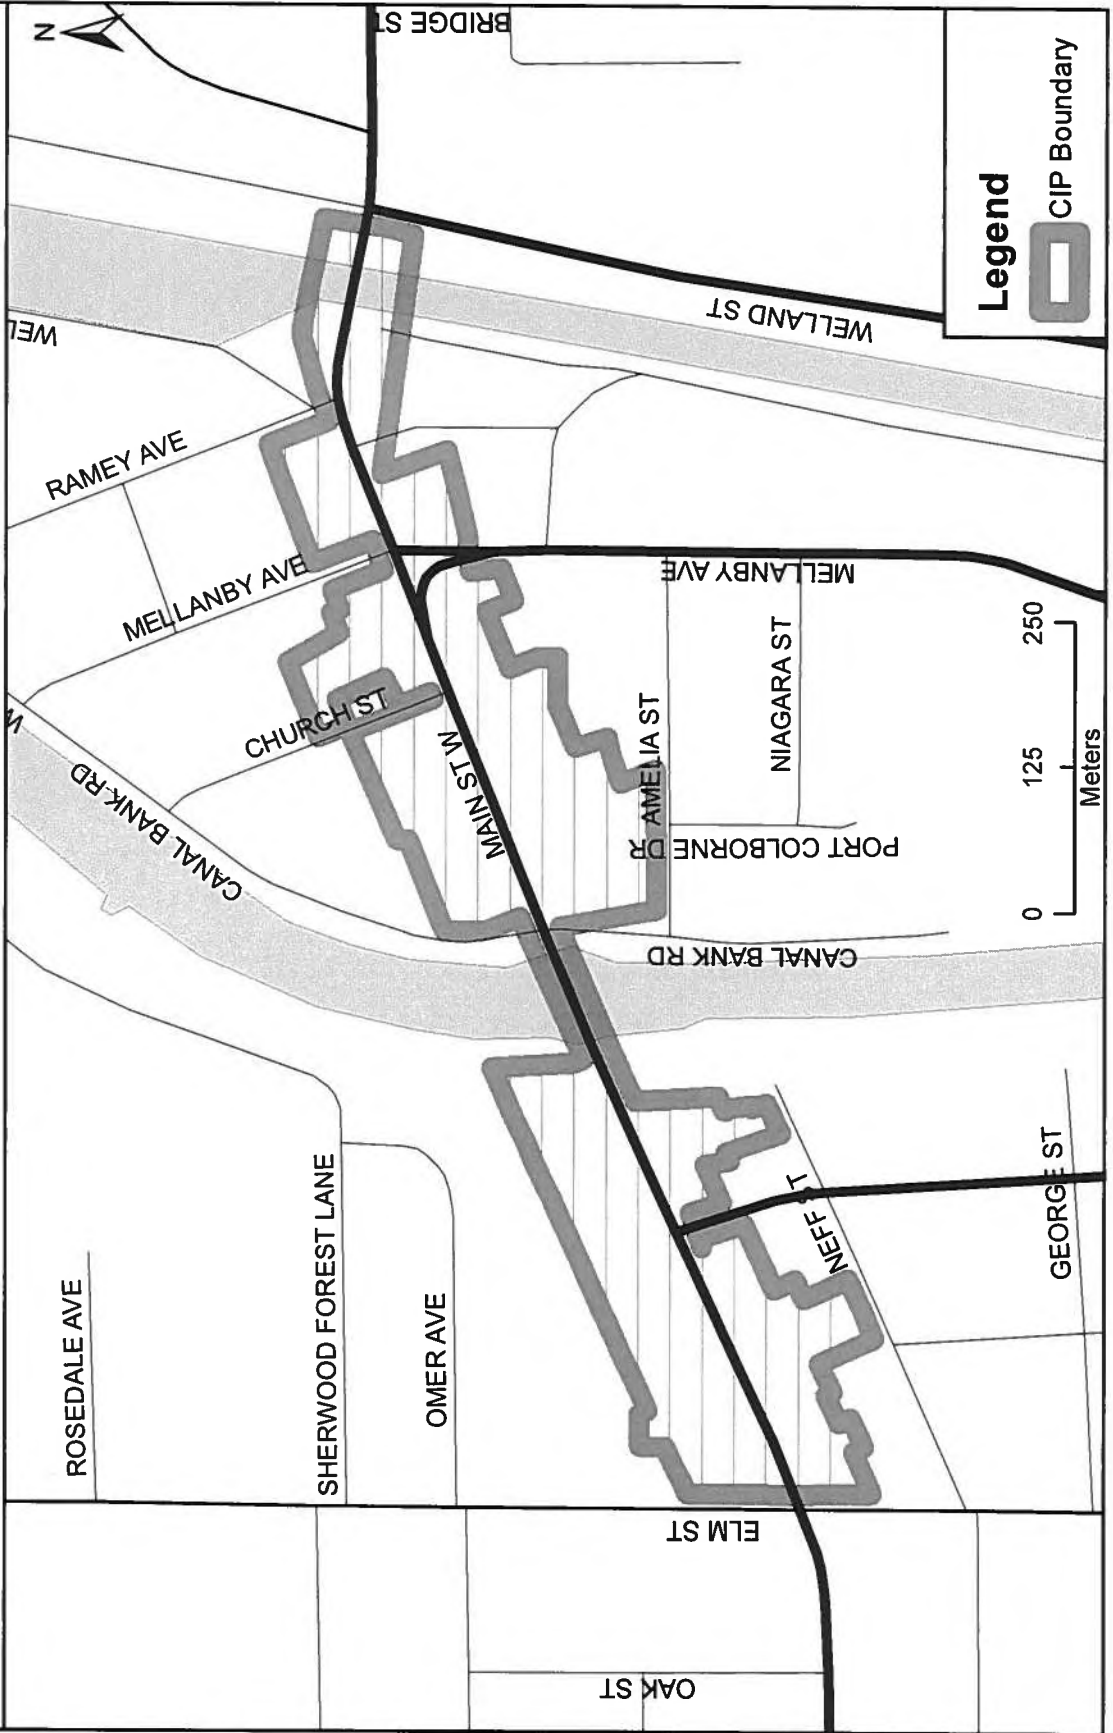 N
BRIDGE ST
WEL
RAMEY AVE
MELLANBY AVE
CHURCH ST
W
CANAL BANK RD
MAIN ST W
WELLAND ST
MELLANBY AVE
AMELIA ST
NIAGARA ST
PORT COLBORNE DR
CANAL BANK RD
ROSEDALE AVE
SHERWOOD FOREST LANE
OMER AVE
NEFF ST
GEORGE ST
ELM ST
OAK ST
0 125 250
Meters
Legend
CIP Boundary